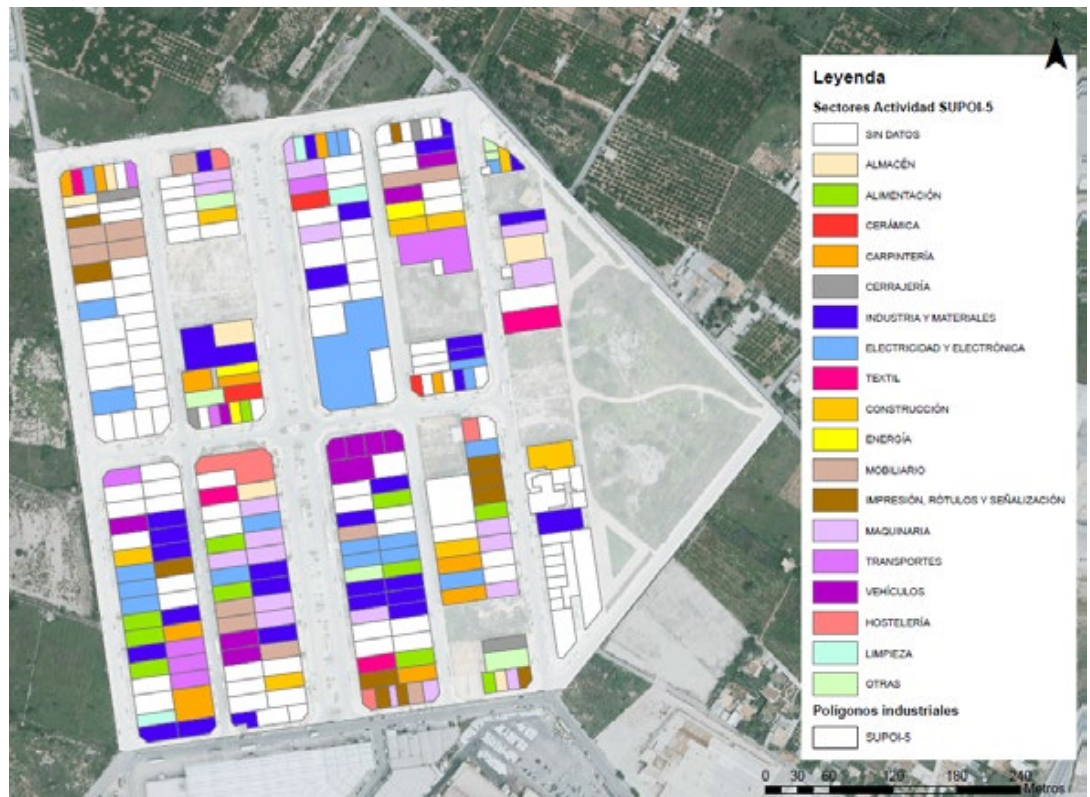 N
Leyenda
Sectores Actividad SUPOI-5
SIN DATOS
ALMACÉN
ALIMENTACIÓN
CERÁMICA
CARPINTERÍA
CERRAJERÍA
INDUSTRIA Y MATERIALES
ELECTRICIDAD Y ELECTRÓNICA
TEXTIL
CONSTRUCCIÓN
ENERGÍA
MOBILIARIO
IMPRESIÓN, RÓTULOS Y SEÑALIZACIÓN
MAQUINARIA
TRANSPORTES
VEHÍCULOS
HOSTELERÍA
LIMPIEZA
OTRAS
Polígonos industriales
SUPOI-5
0 30 60 120 180 240
Metros